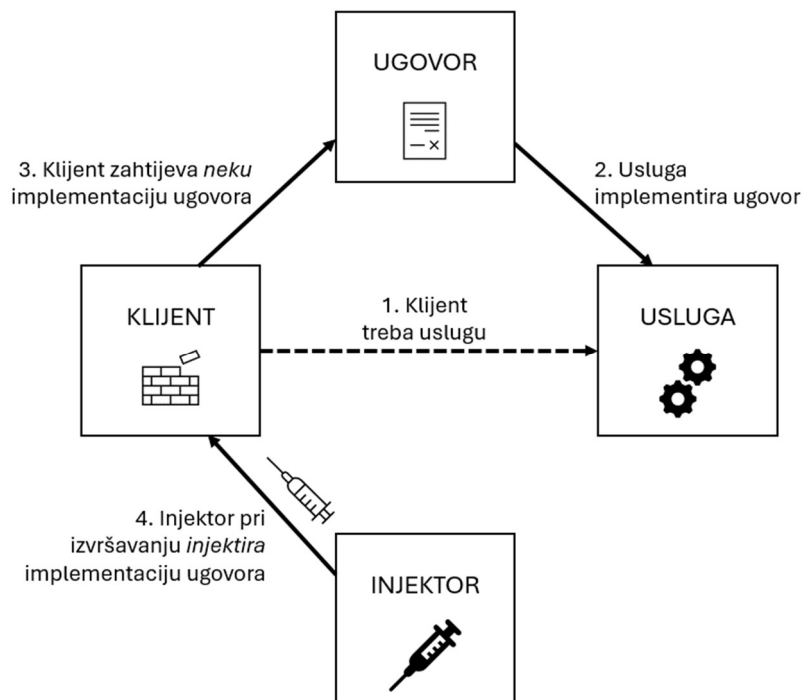 UGOVOR
3. Klijent zahtijeva neku
implementaciju ugovora
2. Usluga
implementira ugovor
KLIJENT
1. Klijent
treba uslugu
USLUGA
4. Injektor pri
izvršavanju injektira
implementaciju ugovora
INJEKTOR